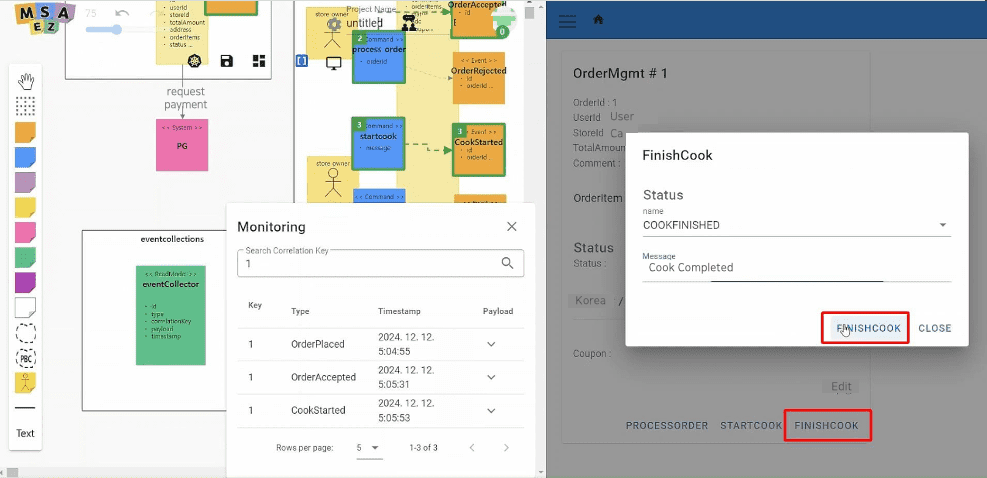 MSA
EZ
75
Project Name
untitled
userId
storeId
totalAmount
address
orderItems
status ...
request
payment
<< System >>
PG
store owner
2
Command >>
process order
orderId
OrderAccepted
id
orderItems
0
<< Event >>
OrderRejected
id
orderId ...
3
Command >>
startcook
message
3
Event >>
CookStarted
id
orderId...
store owner
<< Command >>
eventcollections
<< ReadModel >>
eventCollector
id
type
correlationKey
payload
timestamp
PBC
Text
Monitoring
Search Correlation Key
1
Key Type Timestamp Payload
1 OrderPlaced 2024. 12. 12. 5:04:55
1 OrderAccepted 2024. 12. 12. 5:05:31
1 CookStarted 2024. 12. 12. 5:05:53
Rows per page: 5 1-3 of 3
OrderMgmt # 1
OrderId : 1
UserId User
StoreId Ca
TotalAmoun
Comment :
OrderItem
Status
Status :
Korea /
Coupon :
Edit
PROCESSORDER STARTCOOK FINISHCOOK
FinishCook
Status
name
COOKFINISHED
Message
Cook Completed
FINISHCOOK CLOSE